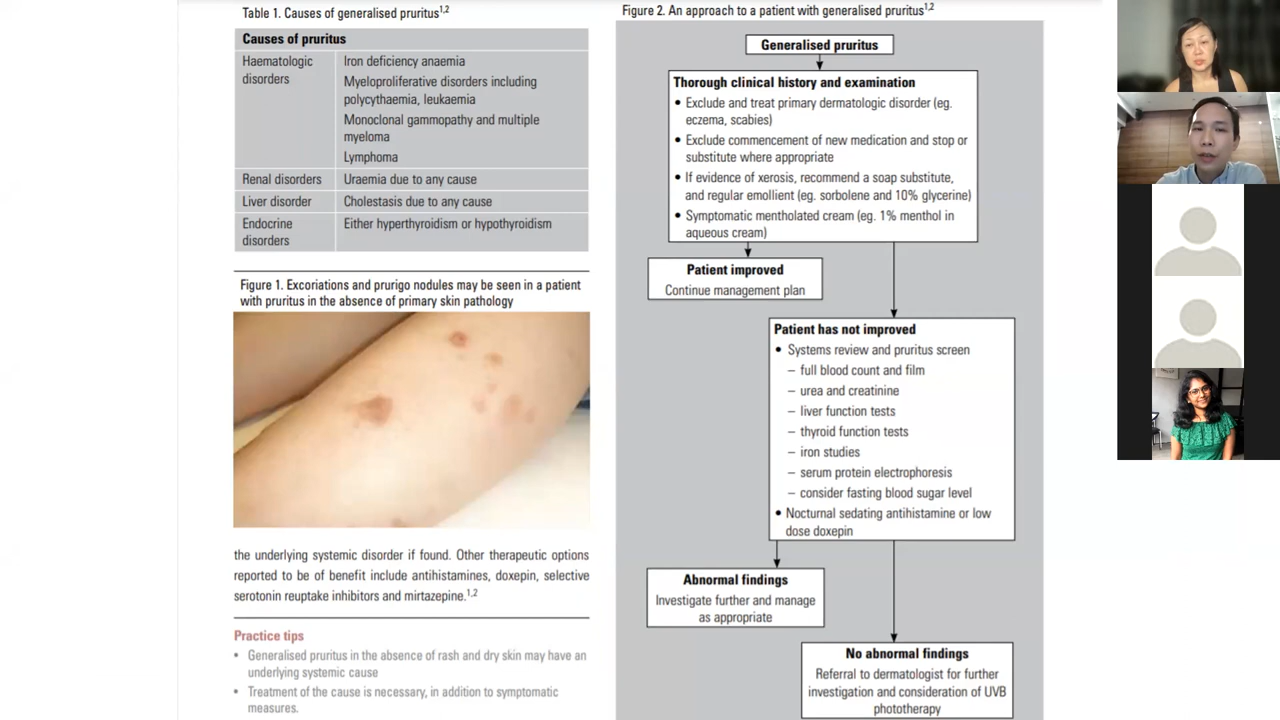 Table 1. Causes of generalised pruritus1,2
Causes of pruritus
Haematologic
disorders
Iron deficiency anaemia
Myeloproliferative disorders including
polycythaemia, leukaemia
Monoclonal gammopathy and multiple
myeloma
Lymphoma
Renal disorders
Uraemia due to any cause
Liver disorder
Cholestasis due to any cause
Endocrine
disorders
Either hyperthyroidism or hypothyroidism
Figure 1. Excoriations and prurigo nodules may be seen in a patient
with pruritus in the absence of primary skin pathology
the underlying systemic disorder if found. Other therapeutic options
reported to be of benefit include antihistamines, doxepin, selective
serotonin reuptake inhibitors and mirtazepine.1,2
Practice tips
• Generalised pruritus in the absence of rash and dry skin may have an
underlying systemic cause
• Treatment of the cause is necessary, in addition to symptomatic
measures.
Figure 2. An approach to a patient with generalised pruritus1,2
Generalised pruritus
Thorough clinical history and examination
• Exclude and treat primary dermatologic disorder (eg.
eczema, scabies)
• Exclude commencement of new medication and stop or
substitute where appropriate
• If evidence of xerosis, recommend a soap substitute,
and regular emollient (eg. sorbolene and 10% glycerine)
• Symptomatic mentholated cream (eg. 1% menthol in
aqueous cream)
Patient improved
Continue management plan
Patient has not improved
• Systems review and pruritus screen
– full blood count and film
– urea and creatinine
– liver function tests
– thyroid function tests
– iron studies
– serum protein electrophoresis
– consider fasting blood sugar level
• Nocturnal sedating antihistamine or low
dose doxepin
Abnormal findings
Investigate further and manage
as appropriate
No abnormal findings
Referral to dermatologist for further
investigation and consideration of UVB
phototherapy